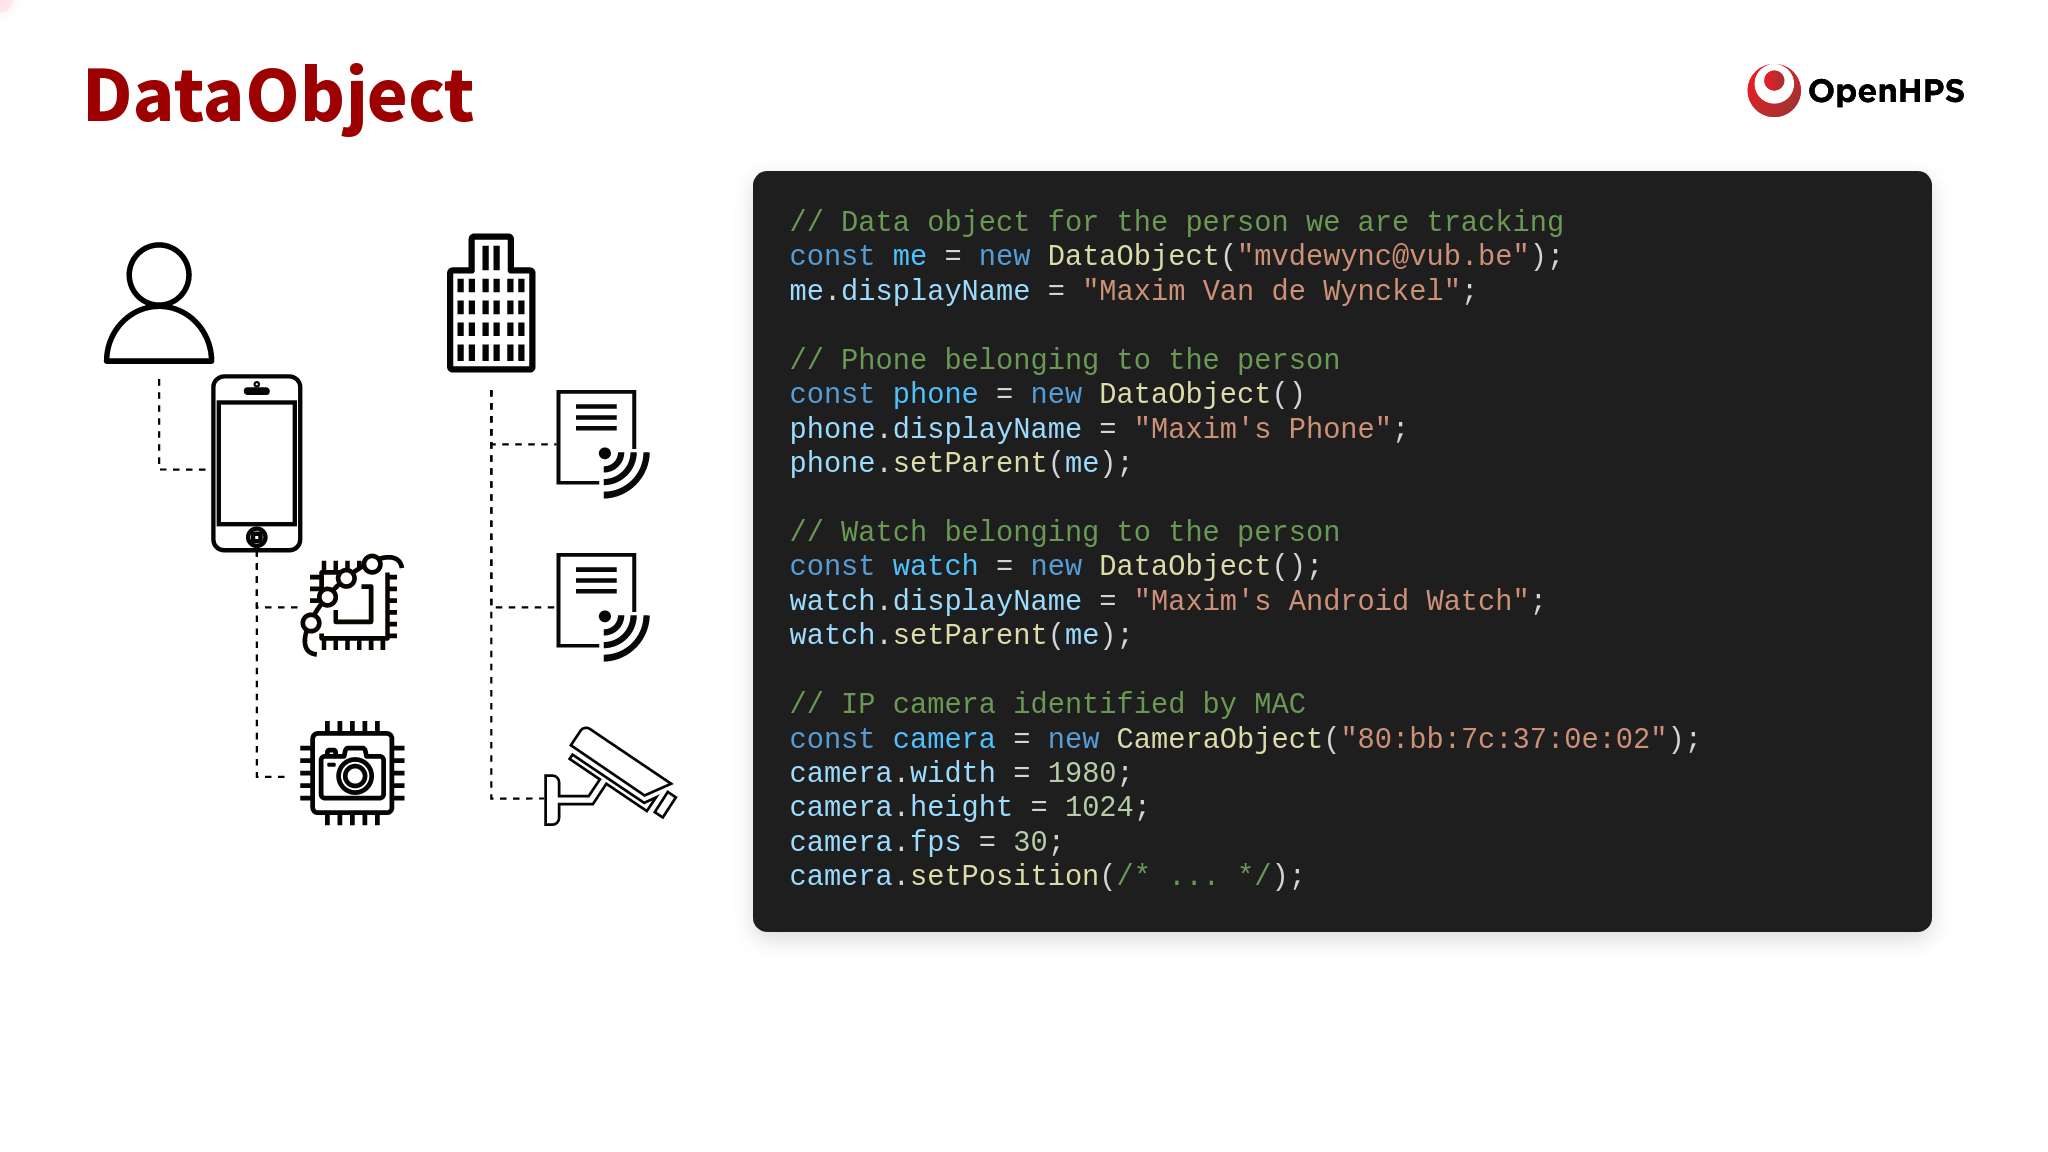 DataObject
OpenHPS
// Data object for the person we are tracking
const me = new DataObject("mvdewync@vub.be");
me.displayName = "Maxim Van de Wynckel";
// Phone belonging to the person
const phone = new DataObject()
phone.displayName = "Maxim's Phone";
phone.setParent(me);
// Watch belonging to the person
const watch = new DataObject();
watch.displayName = "Maxim's Android Watch";
watch.setParent(me);
// IP camera identified by MAC
const camera = new CameraObject("80:bb:7c:37:0e:02");
camera.width = 1980;
camera.height = 1024;
camera.fps = 30;
camera.setPosition(/* ... */);